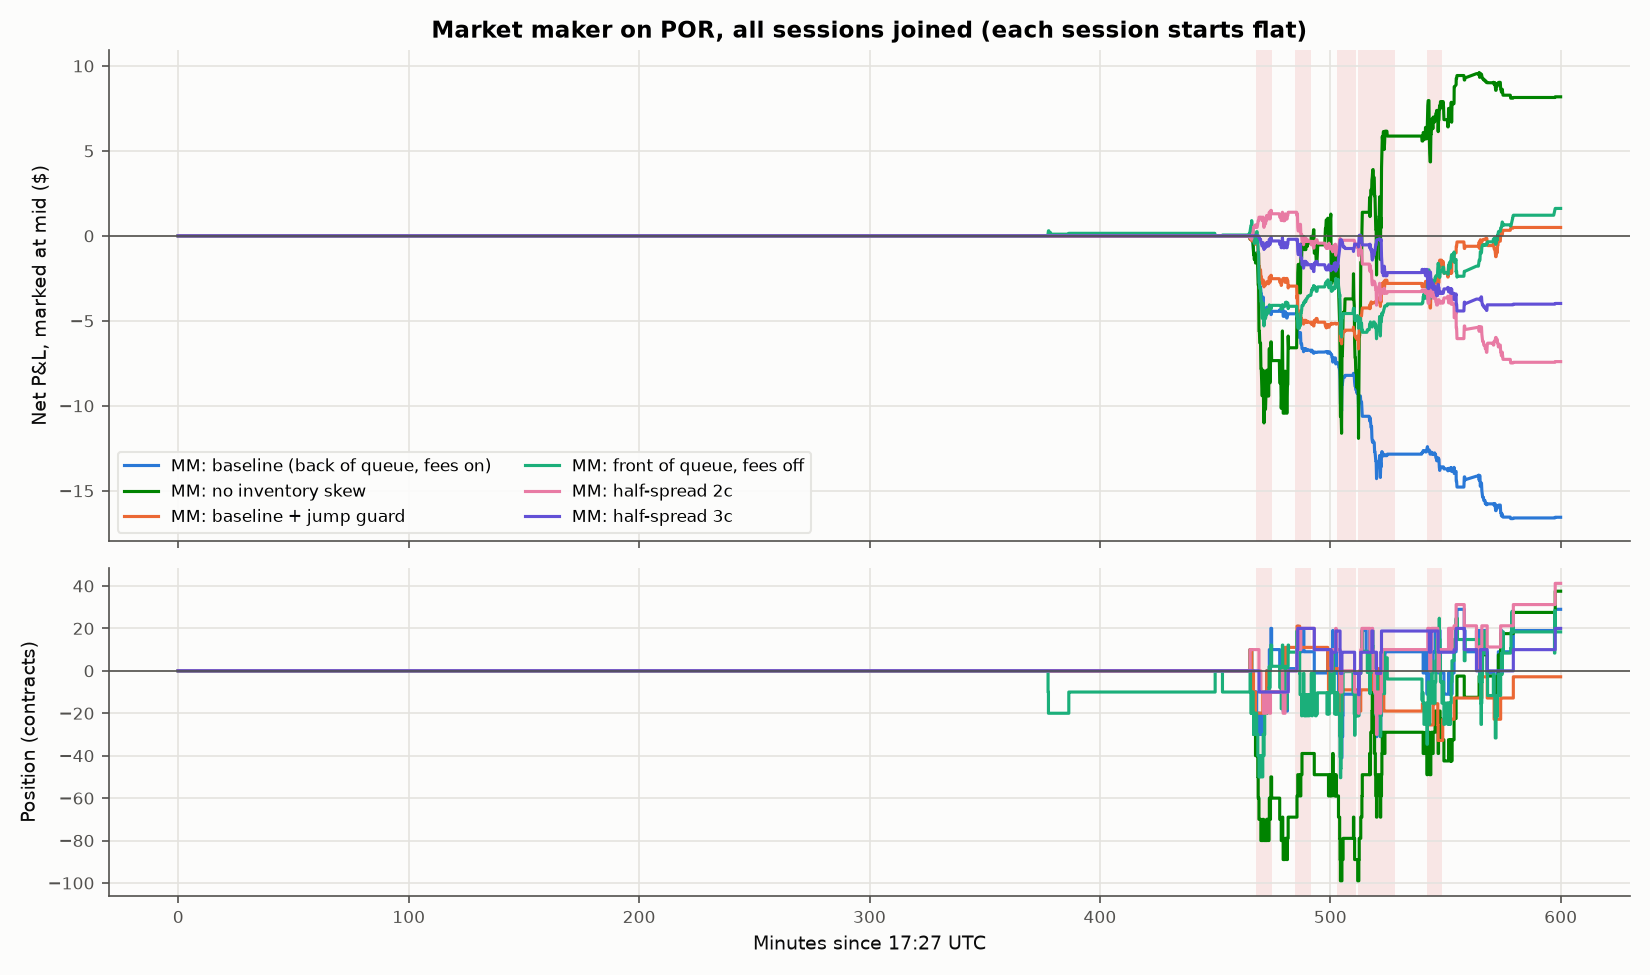 Market maker on POR, all sessions joined (each session starts flat)
Net P&L, marked at mid ($)
10
5
0
−5
−10
−15
MM: baseline (back of queue, fees on)
MM: no inventory skew
MM: baseline + jump guard
MM: front of queue, fees off
MM: half-spread 2c
MM: half-spread 3c
Position (contracts)
40
20
0
−20
−40
−60
−80
−100
0 100 200 300 400 500 600
Minutes since 17:27 UTC